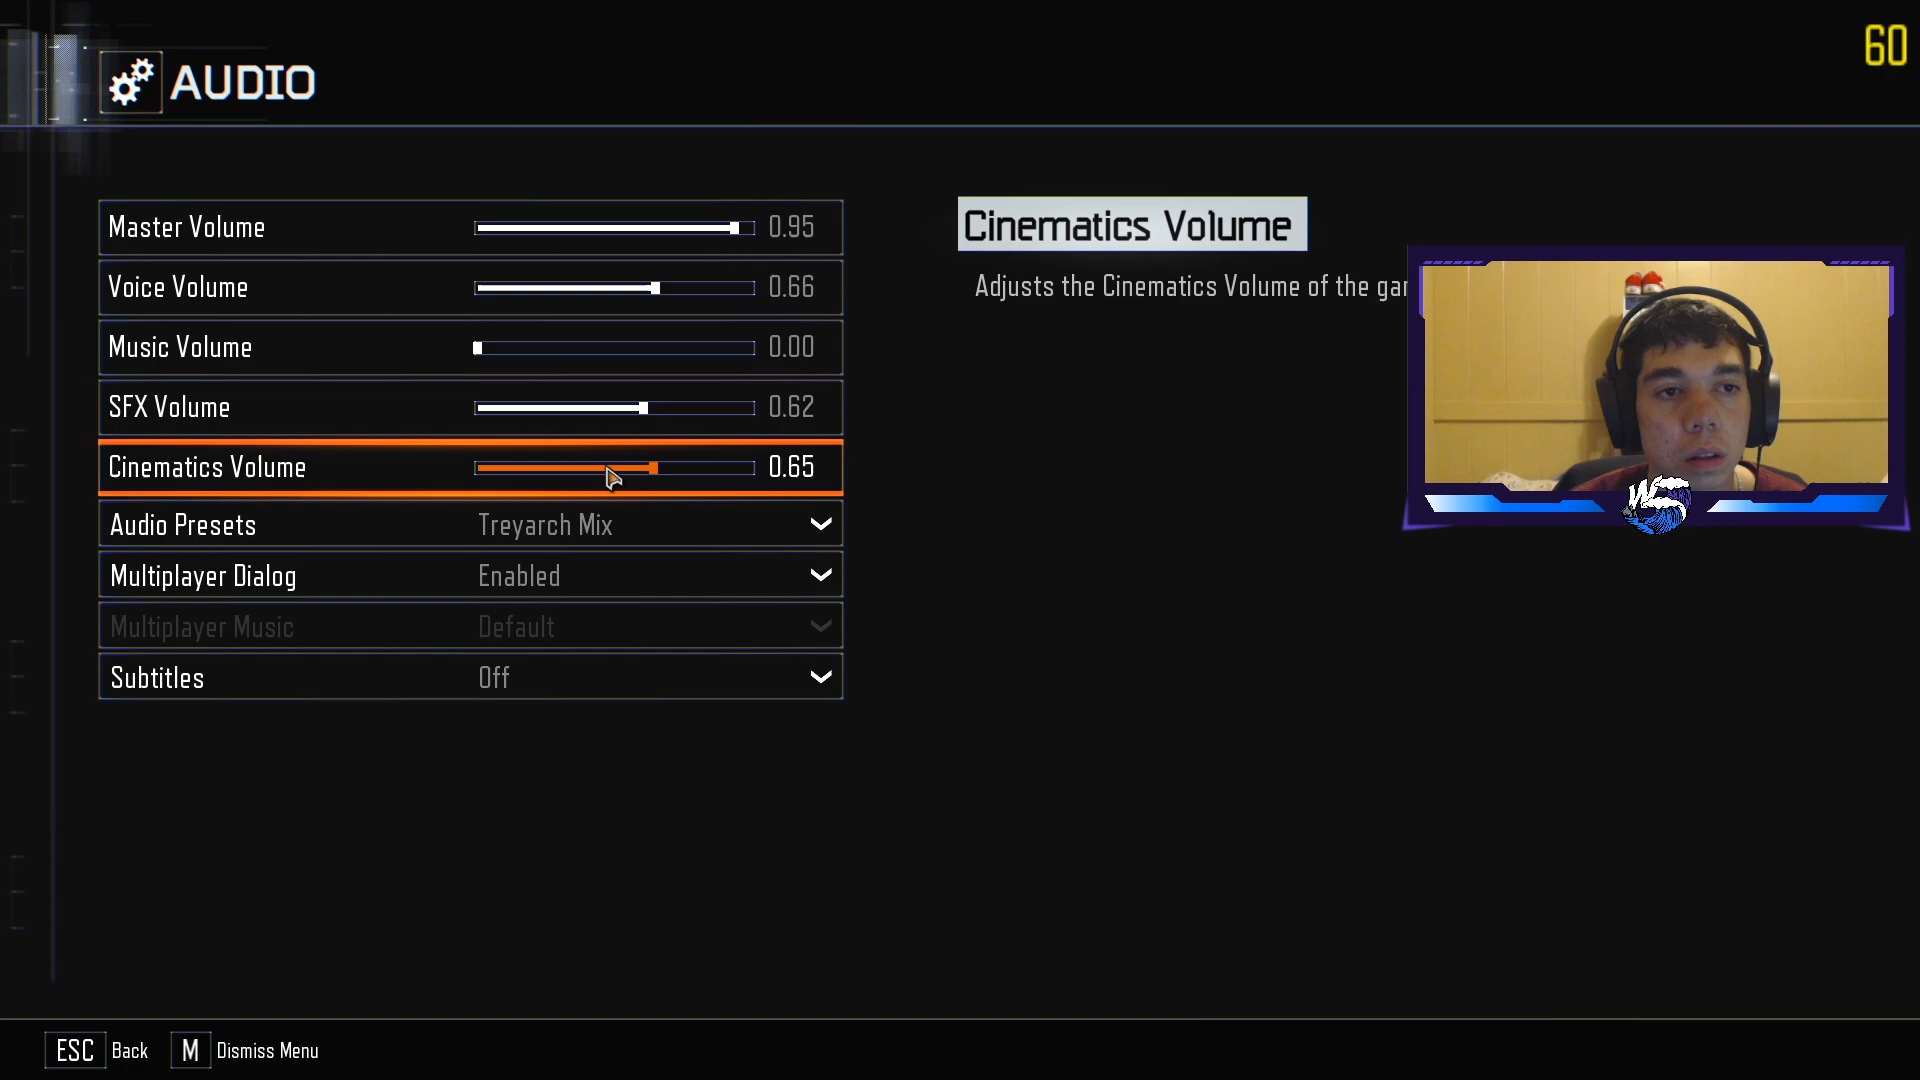 60
AUDIO
Master Volume 0.95
Voice Volume 0.66
Music Volume 0.00
SFX Volume 0.62
Cinematics Volume 0.65
Audio Presets Treyarch Mix
Multiplayer Dialog Enabled
Multiplayer Music Default
Subtitles Off
Cinematics Volume
Adjusts the Cinematics Volume of the gam
ESC Back M Dismiss Menu